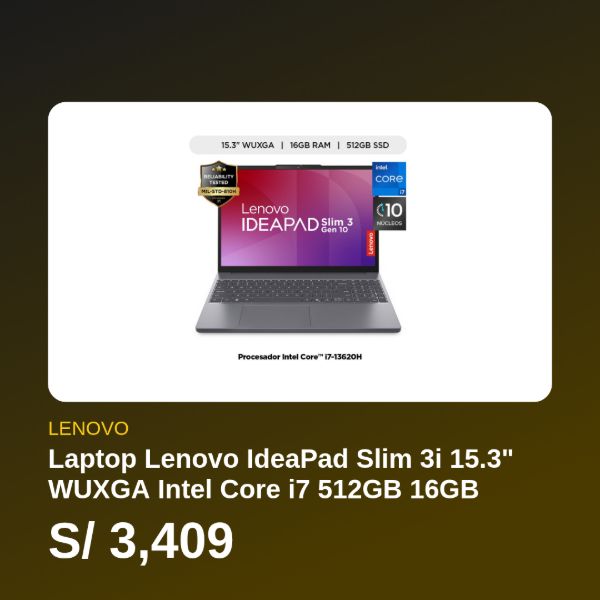 15.3" WUXGA | 16GB RAM | 512GB SSD
RELIABILITY
TESTED
MIL-STD-810H
intel
CORE
i7
10
NÚCLEOS
Lenovo
IDEAPAD Slim 3
Gen 10
Lenovo
Procesador Intel Core™ i7-13620H
LENOVO
Laptop Lenovo IdeaPad Slim 3i 15.3"
WUXGA Intel Core i7 512GB 16GB
S/ 3,409